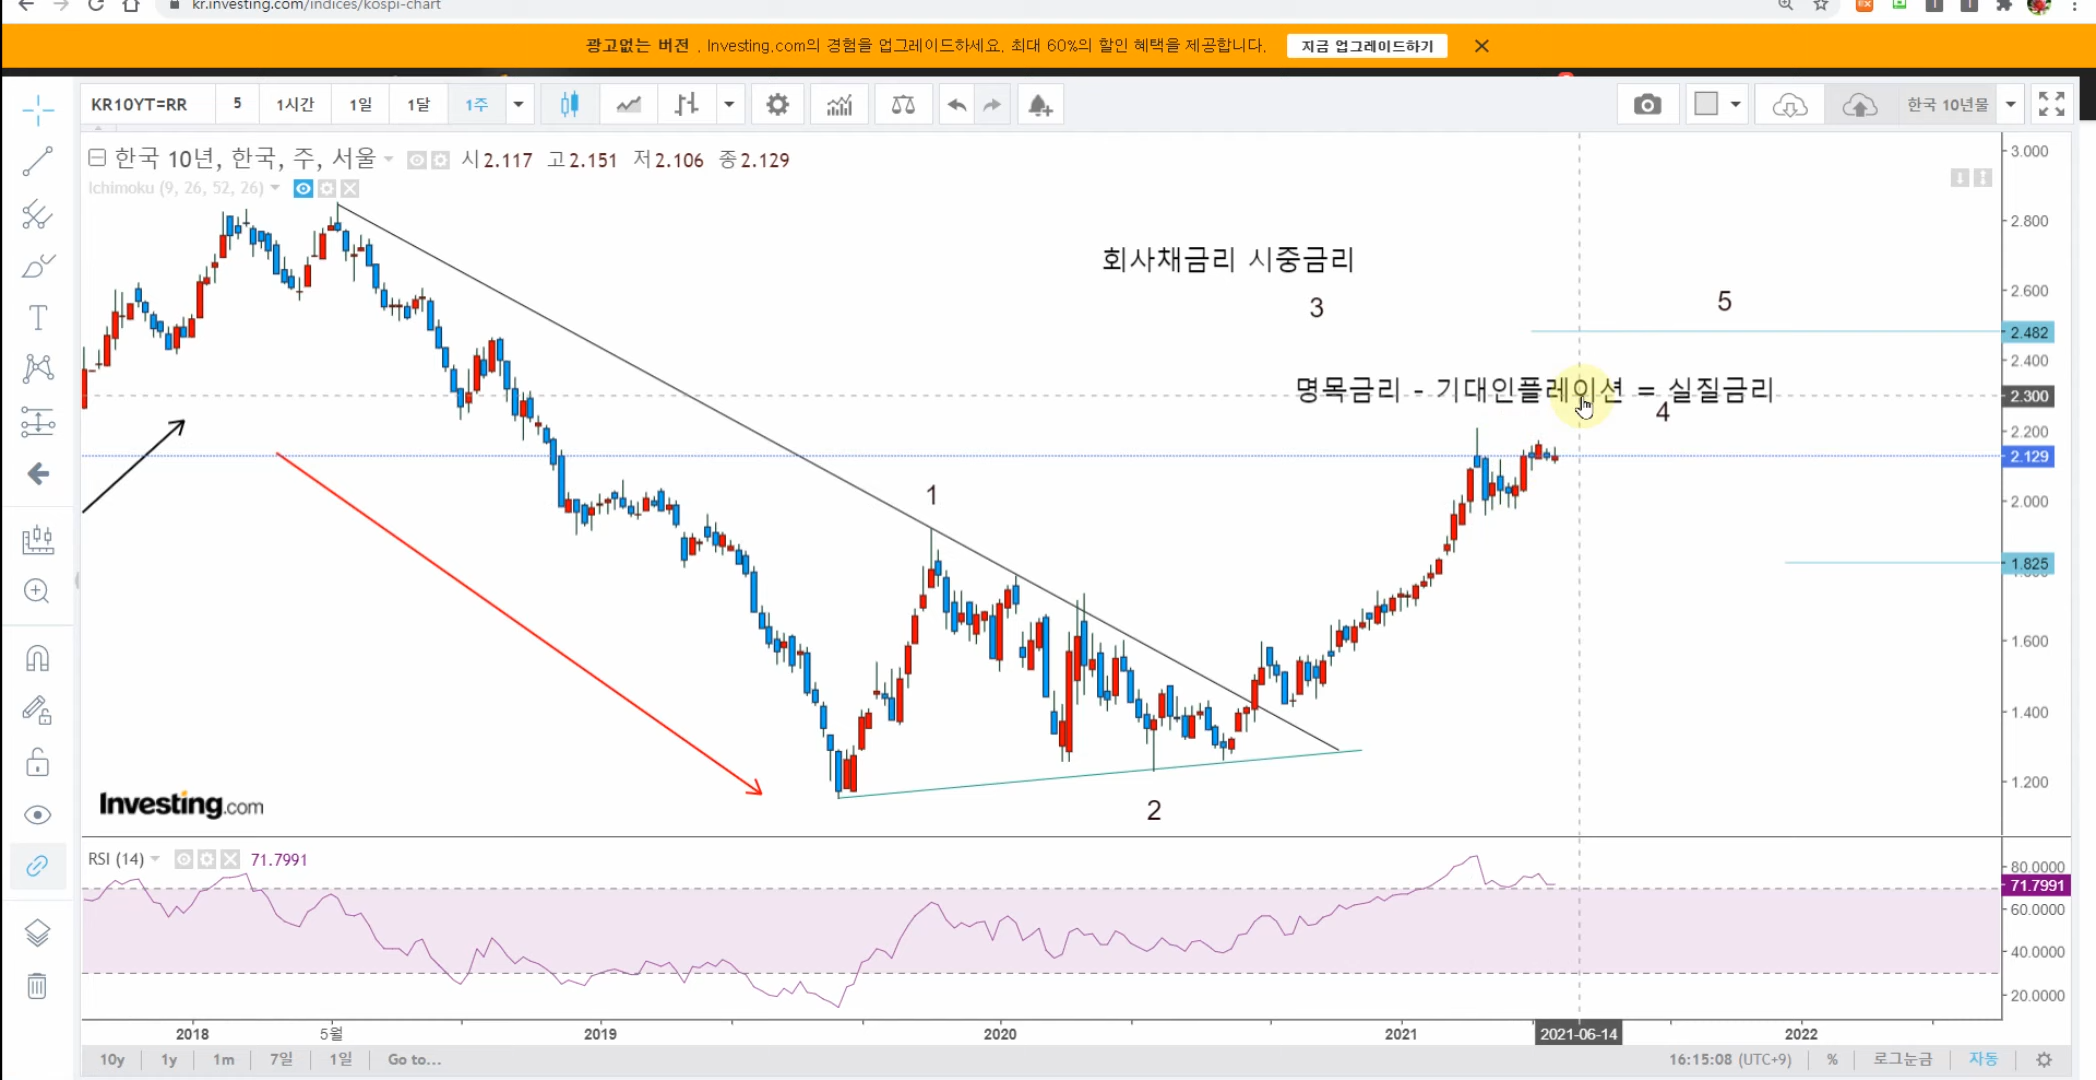 kr.investing.com/indices/kospi-chart
광고없는 버전 . Investing.com의 경험을 업그레이드하세요. 최대 60%의 할인 혜택을 제공합니다. 지금 업그레이드하기
KR10YT=RR 5 1시간 1일 1달 1주 한국 10년물
한국 10년, 한국, 주, 서울 시2.117 고2.151 저2.106 종2.129
Ichimoku (9, 26, 52, 26)
3.000
2.800
회사채금리 시중금리
2.600
3 5
2.482
2.400
명목금리 - 기대인플레이션 = 실질금리
2.300
4
2.200
2.129
1
2.000
1.825
1.600
1.400
1.200
Investing.com
2
RSI (14) 71.7991
80.0000
71.7991
60.0000
40.0000
20.0000
2018 5월 2019 2020 2021 2021-06-14 2022
10y 1y 1m 7일 1일 Go to... 16:15:08 (UTC+9) % 로그눈금 자동